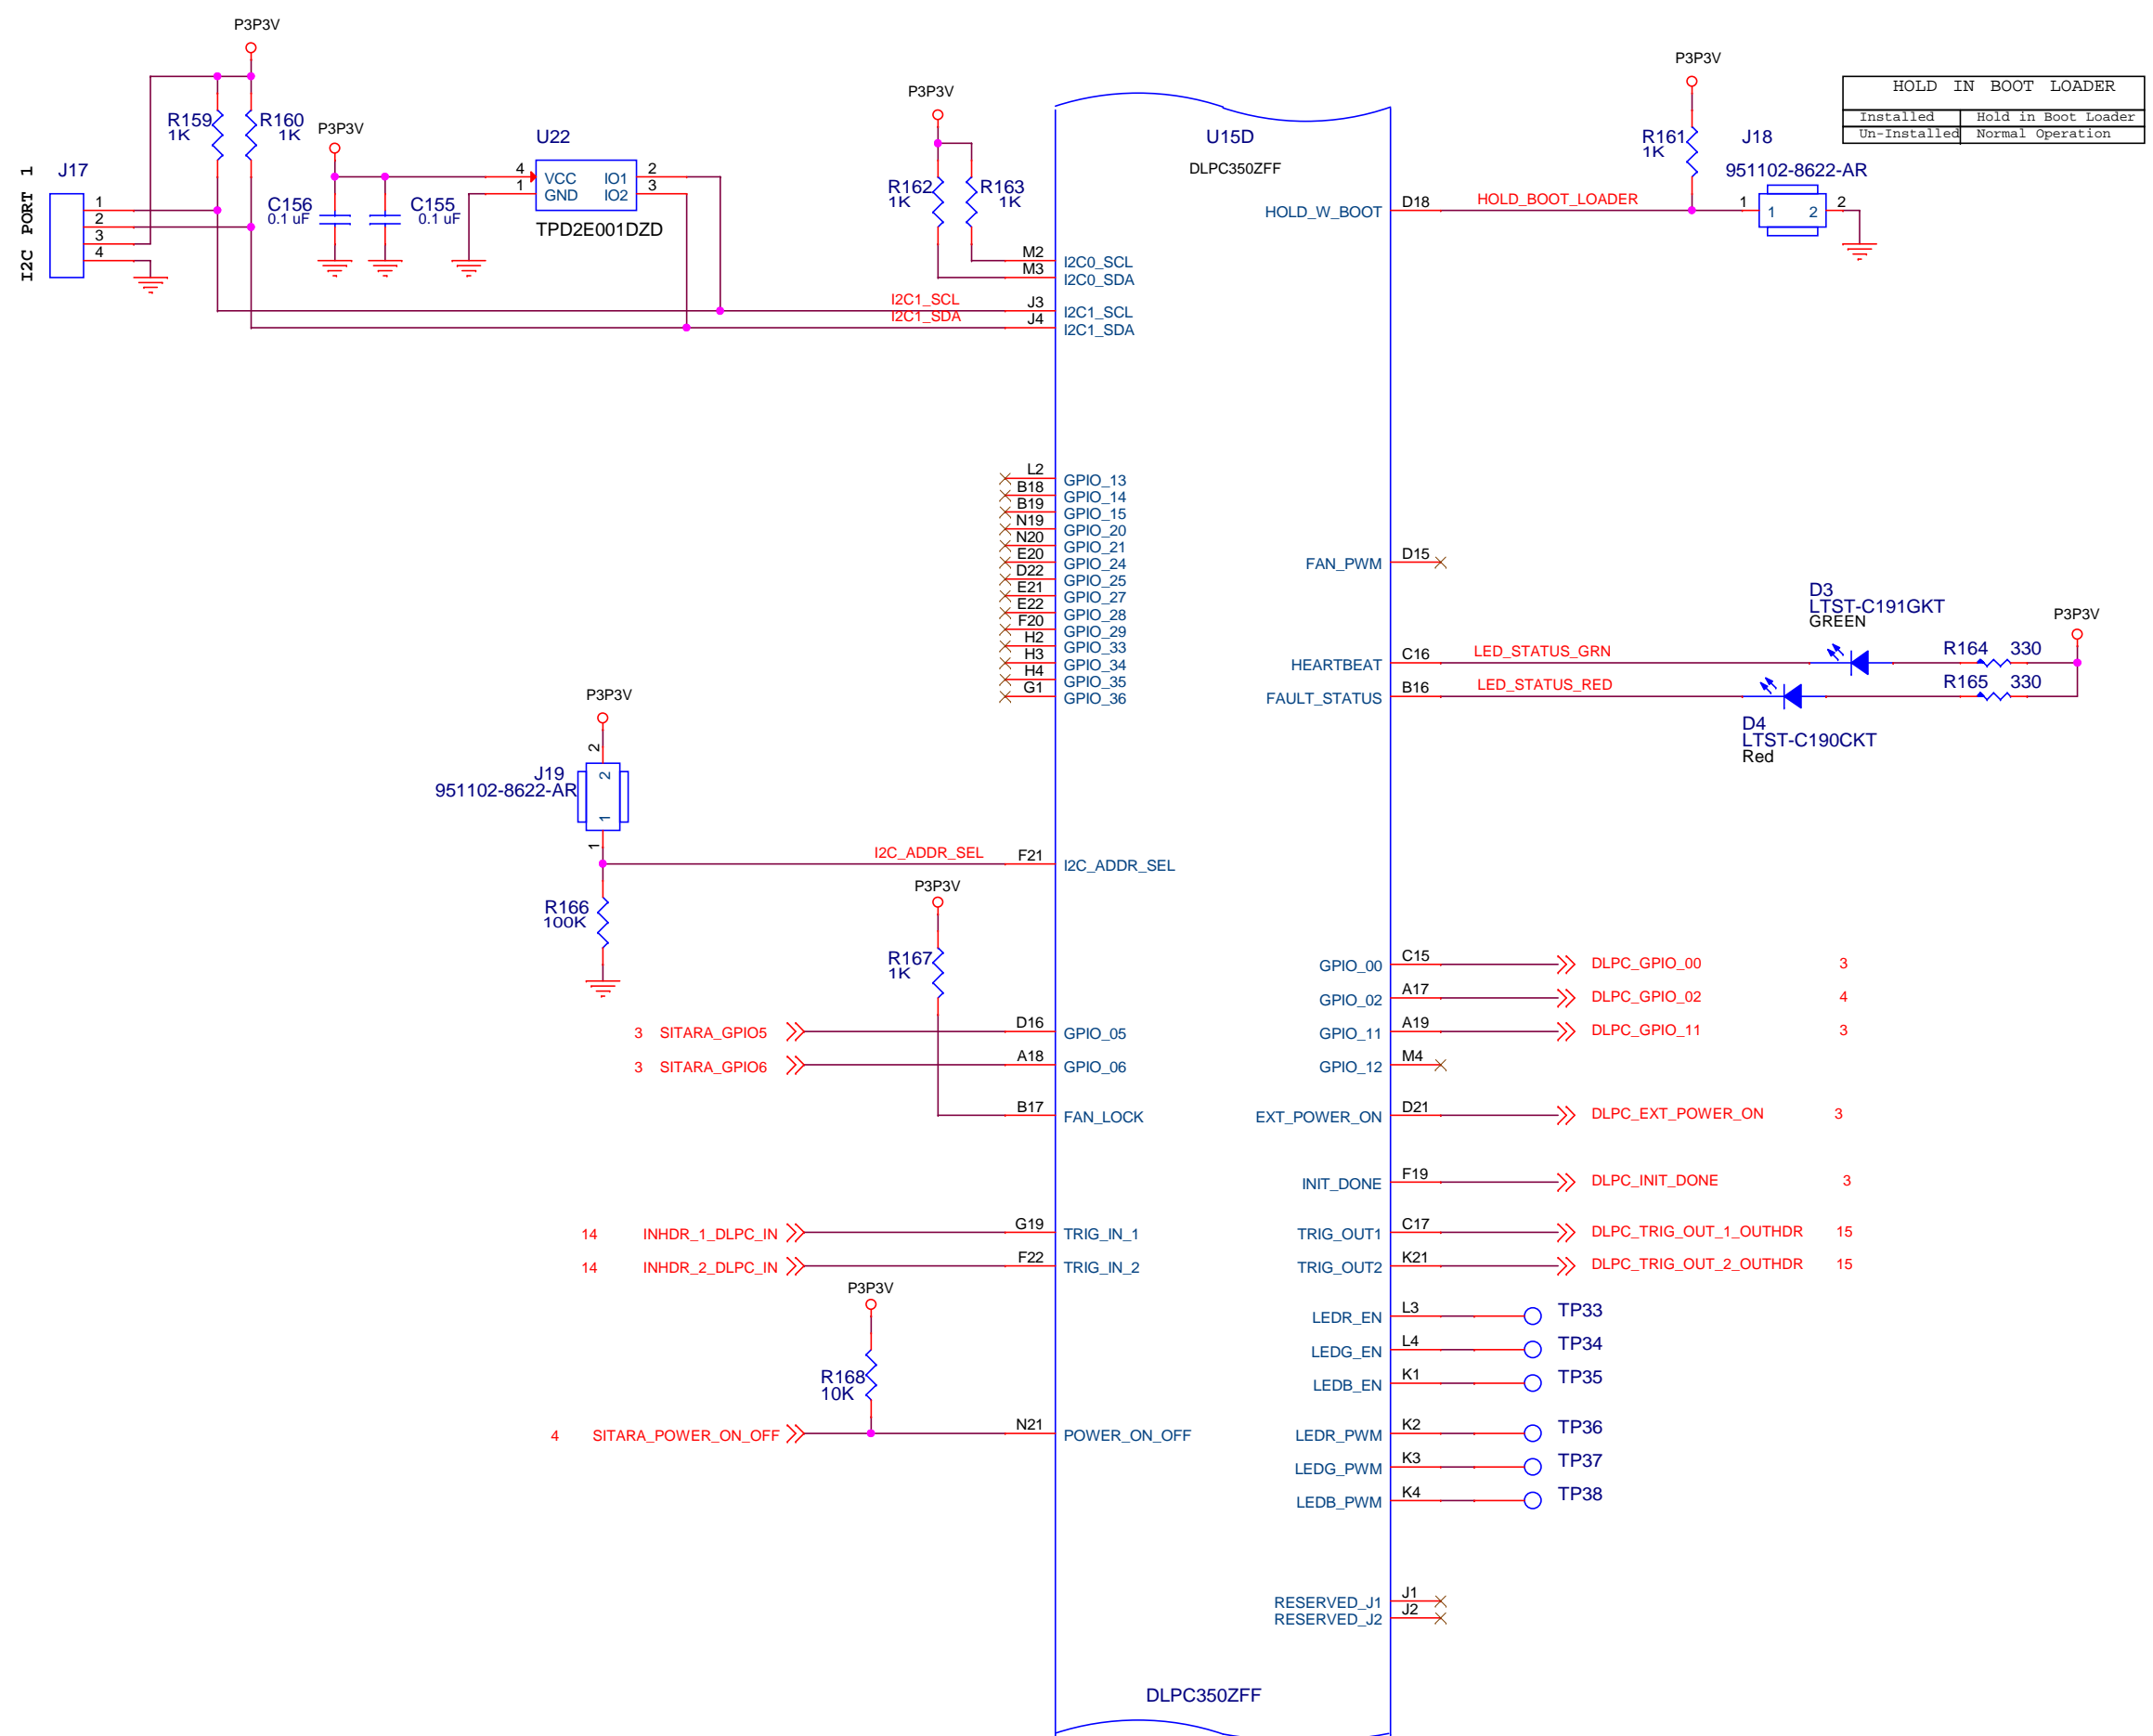 P3P3V
R159
1K
R160
1K
P3P3V
J17
I2C PORT 1
1
2
3
4
C156
0.1 uF
C155
0.1 uF
U22
4
1
VCC
GND
IO1
IO2
2
3
TPD2E001DZD
P3P3V
R162
1K
R163
1K
U15D
DLPC350ZFF
M2 I2C0_SCL
M3 I2C0_SDA
I2C1_SCL J3 I2C1_SCL
I2C1_SDA J4 I2C1_SDA
P3P3V
R161
1K
J18
951102-8622-AR
HOLD_W_BOOT D18 HOLD_BOOT_LOADER 1 1 2 2
HOLD IN BOOT LOADER
Installed Hold in Boot Loader
Un-Installed Normal Operation
L2 GPIO_13
B18 GPIO_14
B19 GPIO_15
N19 GPIO_20
N20 GPIO_21
E20 GPIO_24
D22 GPIO_25
E21 GPIO_27
E22 GPIO_28
F20 GPIO_29
H2 GPIO_33
H3 GPIO_34
H4 GPIO_35
G1 GPIO_36
FAN_PWM D15
D3
LTST-C191GKT
GREEN
P3P3V
HEARTBEAT C16 LED_STATUS_GRN R164 330
FAULT_STATUS B16 LED_STATUS_RED R165 330
D4
LTST-C190CKT
Red
P3P3V
2
2
J19
951102-8622-AR
1
1
I2C_ADDR_SEL F21 I2C_ADDR_SEL
R166
100K
P3P3V
R167
1K
3 SITARA_GPIO5 D16 GPIO_05
3 SITARA_GPIO6 A18 GPIO_06
B17 FAN_LOCK
GPIO_00 C15 DLPC_GPIO_00 3
GPIO_02 A17 DLPC_GPIO_02 4
GPIO_11 A19 DLPC_GPIO_11 3
GPIO_12 M4
EXT_POWER_ON D21 DLPC_EXT_POWER_ON 3
INIT_DONE F19 DLPC_INIT_DONE 3
14 INHDR_1_DLPC_IN G19 TRIG_IN_1
14 INHDR_2_DLPC_IN F22 TRIG_IN_2
TRIG_OUT1 C17 DLPC_TRIG_OUT_1_OUTHDR 15
TRIG_OUT2 K21 DLPC_TRIG_OUT_2_OUTHDR 15
P3P3V
R168
10K
4 SITARA_POWER_ON_OFF N21 POWER_ON_OFF
LEDR_EN L3 TP33
LEDG_EN L4 TP34
LEDB_EN K1 TP35
LEDR_PWM K2 TP36
LEDG_PWM K3 TP37
LEDB_PWM K4 TP38
RESERVED_J1 J1
RESERVED_J2 J2
DLPC350ZFF